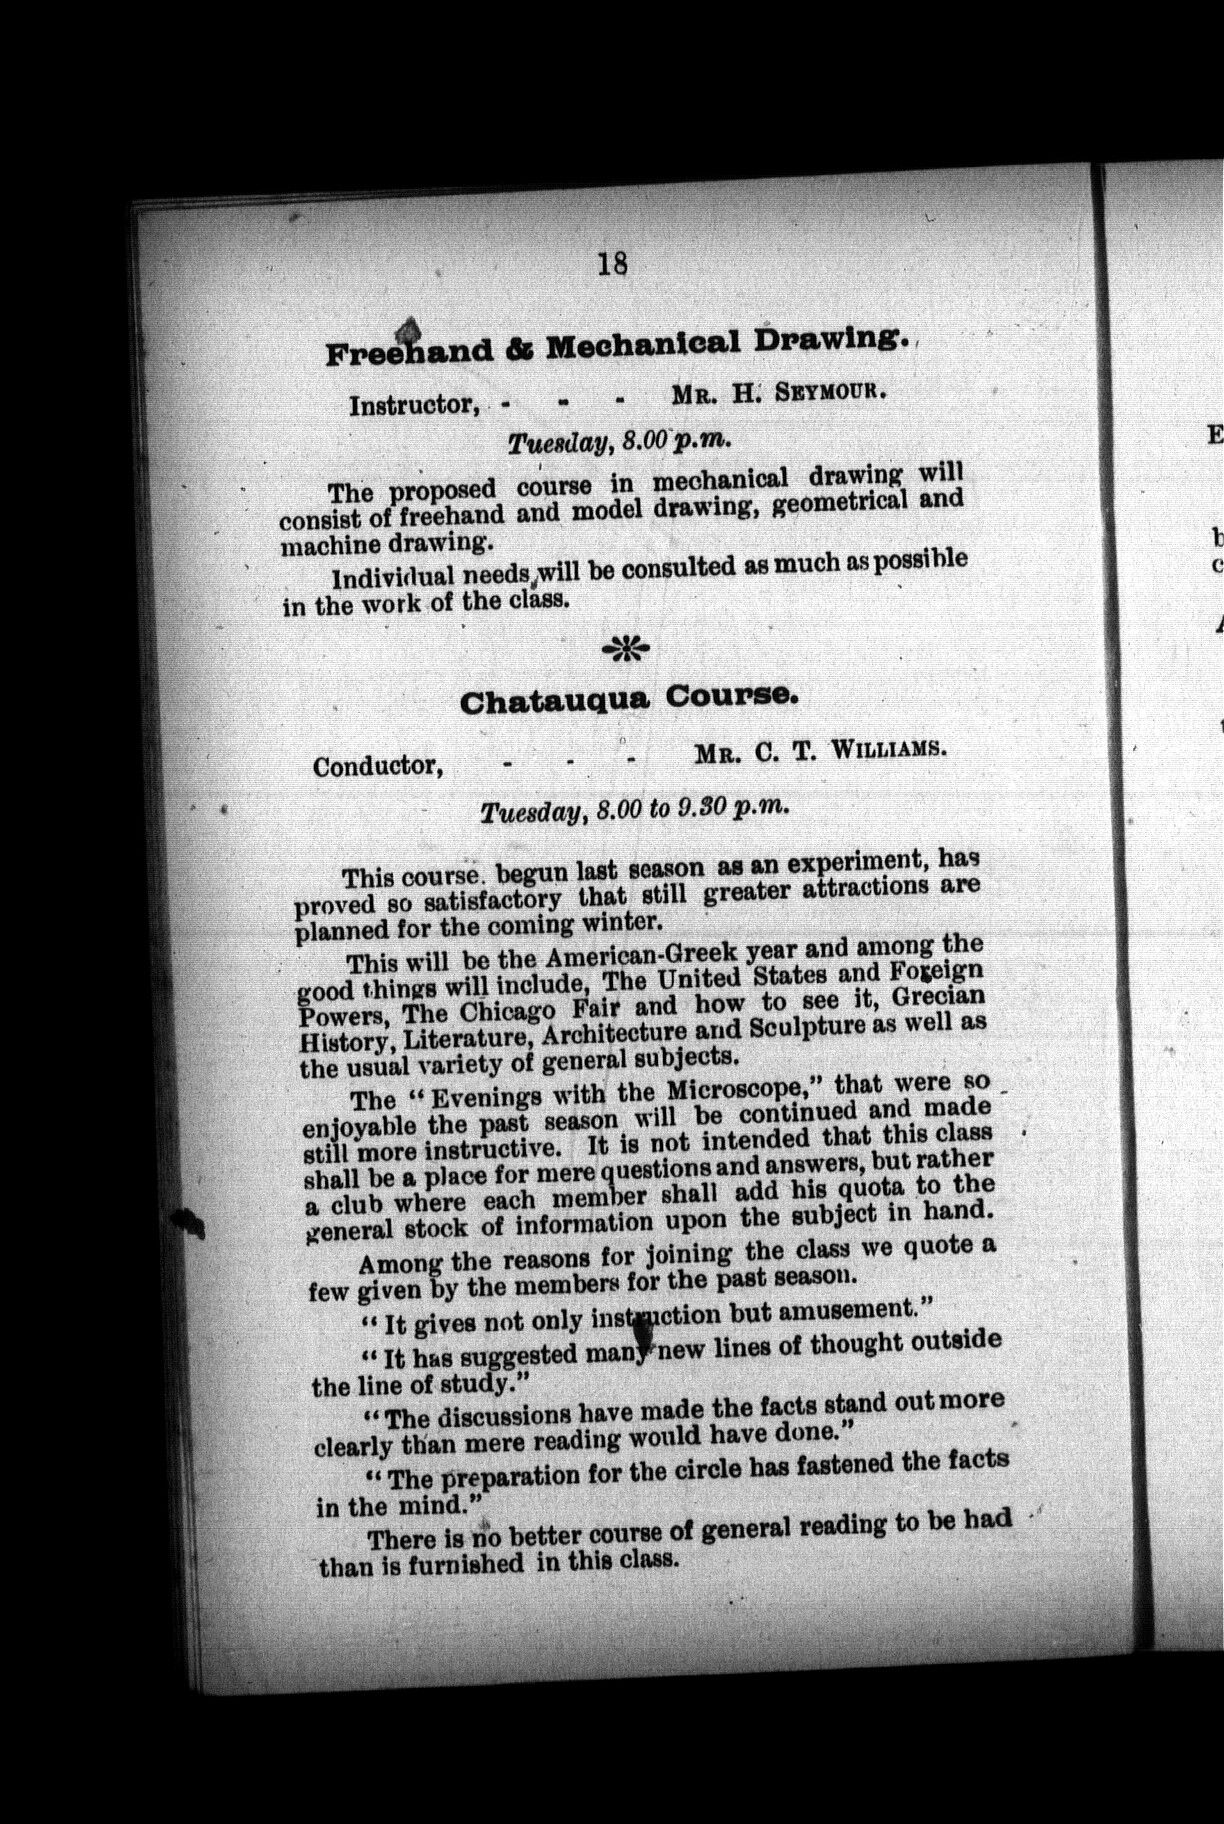 18
Freehand & Mechanical Drawing.
Instructor, - - - MR. H. SEYMOUR.
Tuesday, 8.00 p.m.
The proposed course in mechanical drawing will
consist of freehand and model drawing, geometrical and
machine drawing.
Individual needs will be consulted as much as possible
in the work of the class.
Chatauqua Course.
Conductor, - - - MR. C. T. WILLIAMS.
Tuesday, 8.00 to 9.30 p.m.
This course. begun last season as an experiment, has
proved so satisfactory that still greater attractions are
planned for the coming winter.
This will be the American-Greek year and among the
good things will include, The United States and Foreign
Powers, The Chicago Fair and how to see it, Grecian
History, Literature, Architecture and Sculpture as well as
the usual variety of general subjects.
The "Evenings with the Microscope," that were so
enjoyable the past season will be continued and made
still more instructive. It is not intended that this class
shall be a place for mere questions and answers, but rather
a club where each member shall add his quota to the
general stock of information upon the subject in hand.
Among the reasons for joining the class we quote a
few given by the members for the past season.
"It gives not only instruction but amusement."
"It has suggested many new lines of thought outside
the line of study."
"The discussions have made the facts stand out more
clearly than mere reading would have done."
"The preparation for the circle has fastened the facts
in the mind."
There is no better course of general reading to be had
than is furnished in this class.